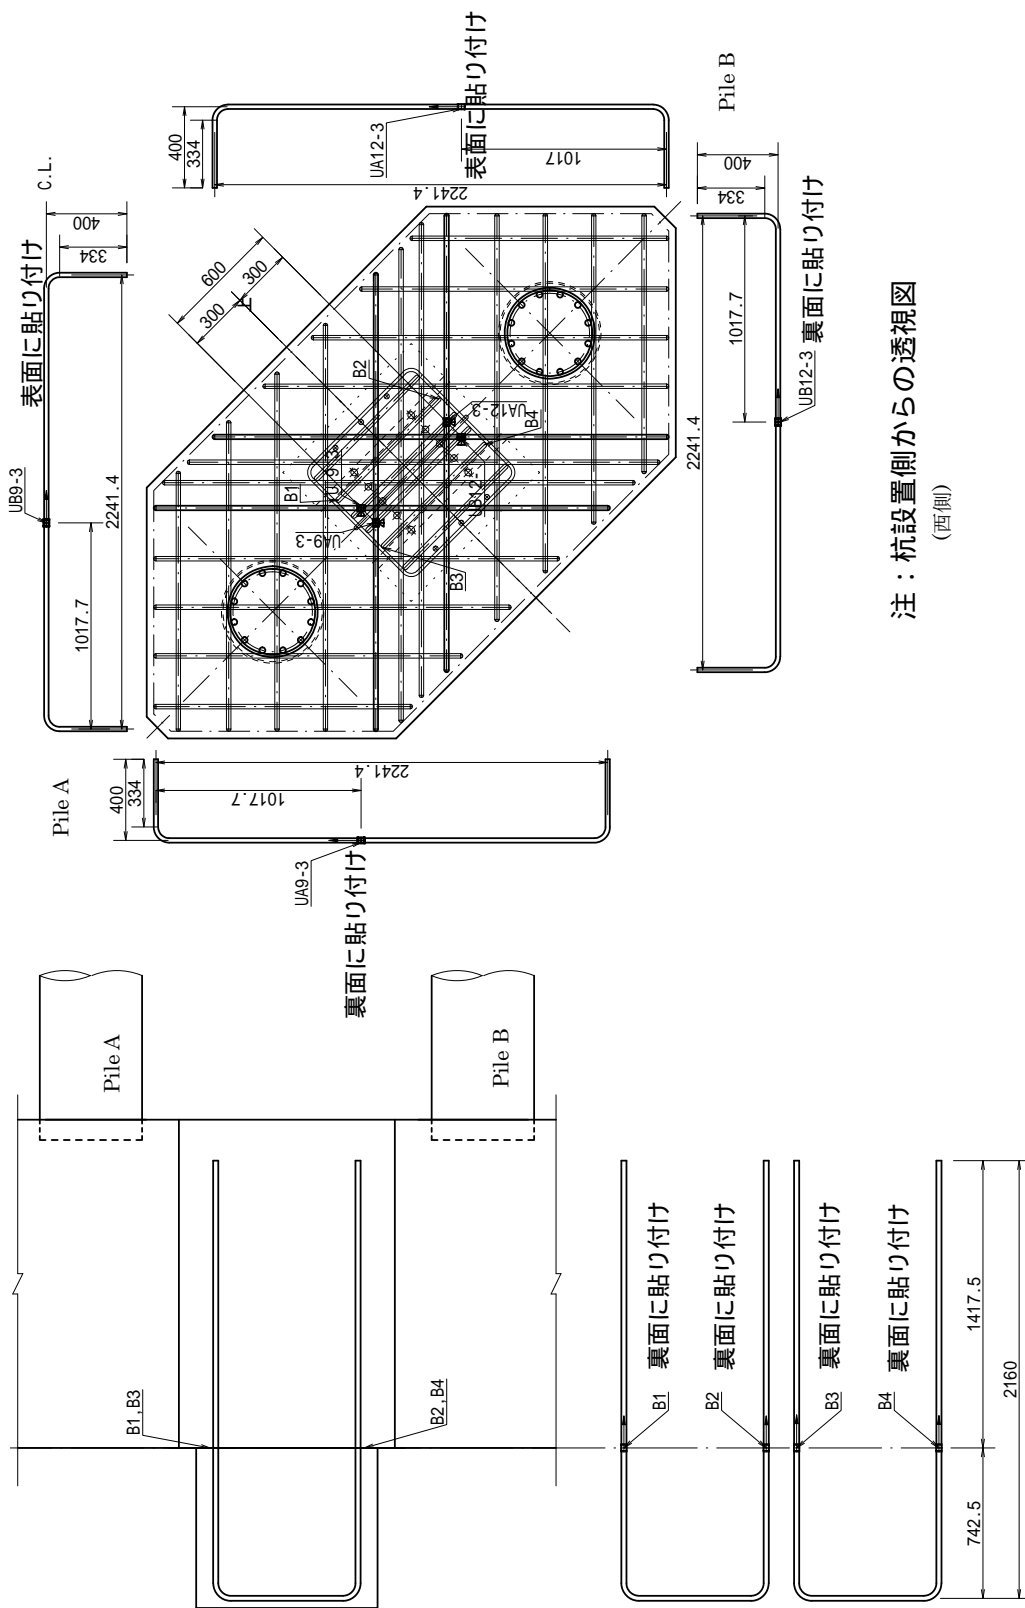 UB9-3
表面に貼り付け
C.L.
400
334
2241.4
1017.7
Pile A
400
334
UA12-3
表面に貼り付け
1017
2241.4
600
300
300
B2
UA12-3
B4
B1
UA9-3
B3
Pile B
400
334
1017.7
2241.4
UB12-3
裏面に貼り付け
400
334
2241.4
1017.7
UA9-3
裏面に貼り付け
注：杭設置側からの透視図
(西側)
Pile A
Pile B
B1,B3
B2,B4
B1
裏面に貼り付け
B2
裏面に貼り付け
B3
裏面に貼り付け
B4
裏面に貼り付け
742.5
1417.5
2160